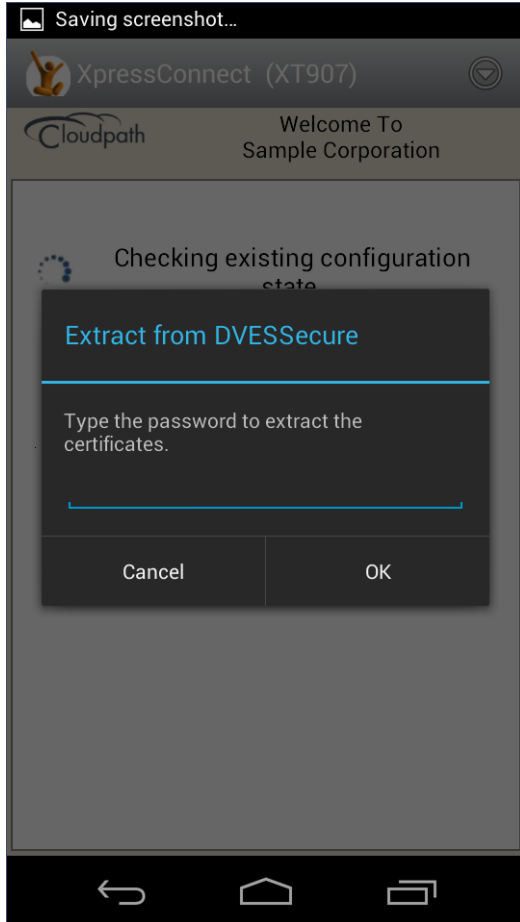 Saving screenshot...
XpressConnect (XT907)
Cloudpath
Welcome To
Sample Corporation
Checking existing configuration
state
Extract from DVESSecure
Type the password to extract the
certificates.
Cancel
OK